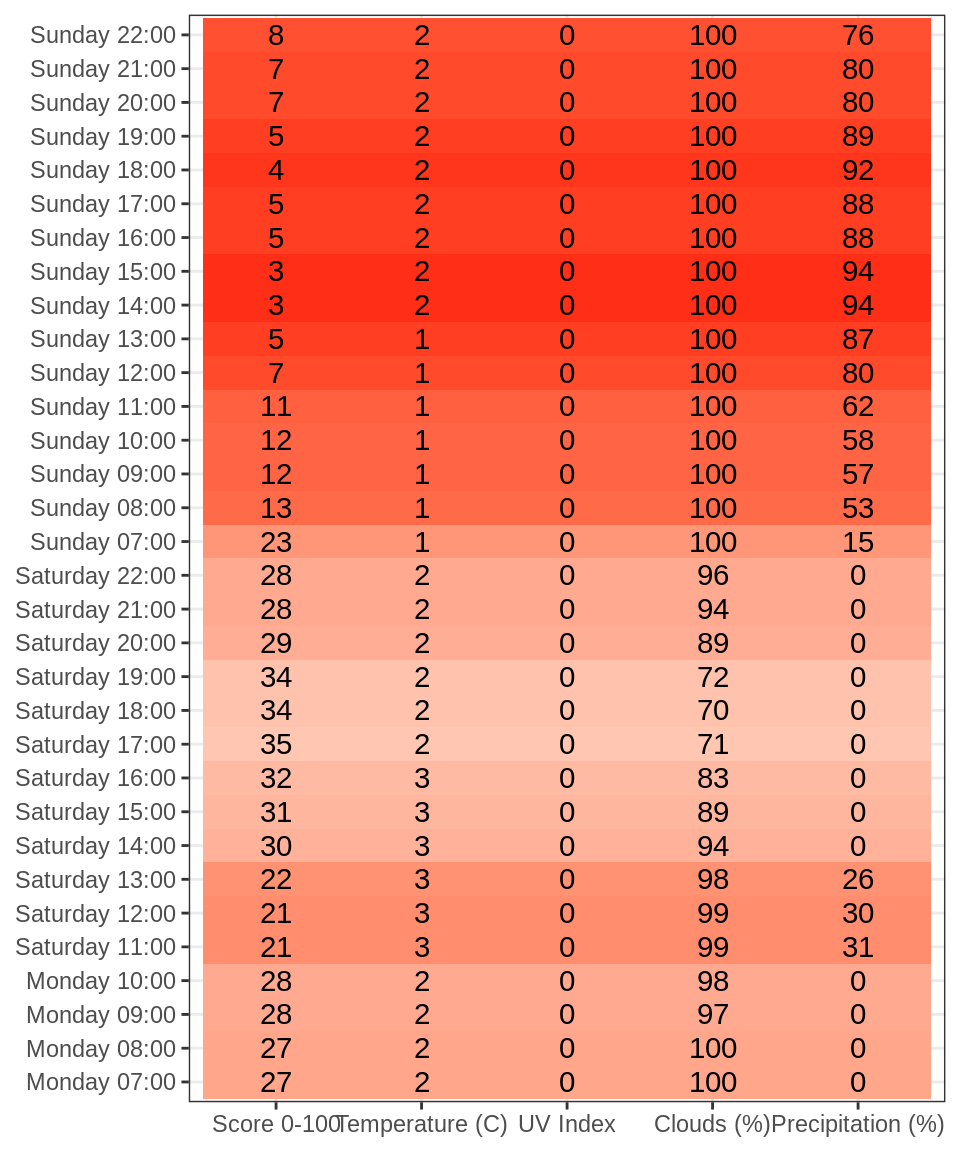 Sunday 22:00 8 2 0 100 76
Sunday 21:00 7 2 0 100 80
Sunday 20:00 7 2 0 100 80
Sunday 19:00 5 2 0 100 89
Sunday 18:00 4 2 0 100 92
Sunday 17:00 5 2 0 100 88
Sunday 16:00 5 2 0 100 88
Sunday 15:00 3 2 0 100 94
Sunday 14:00 3 2 0 100 94
Sunday 13:00 5 1 0 100 87
Sunday 12:00 7 1 0 100 80
Sunday 11:00 11 1 0 100 62
Sunday 10:00 12 1 0 100 58
Sunday 09:00 12 1 0 100 57
Sunday 08:00 13 1 0 100 53
Sunday 07:00 23 1 0 100 15
Saturday 22:00 28 2 0 96 0
Saturday 21:00 28 2 0 94 0
Saturday 20:00 29 2 0 89 0
Saturday 19:00 34 2 0 72 0
Saturday 18:00 34 2 0 70 0
Saturday 17:00 35 2 0 71 0
Saturday 16:00 32 3 0 83 0
Saturday 15:00 31 3 0 89 0
Saturday 14:00 30 3 0 94 0
Saturday 13:00 22 3 0 98 26
Saturday 12:00 21 3 0 99 30
Saturday 11:00 21 3 0 99 31
Monday 10:00 28 2 0 98 0
Monday 09:00 28 2 0 97 0
Monday 08:00 27 2 0 100 0
Monday 07:00 27 2 0 100 0
Score 0-100 Temperature (C) UV Index Clouds (%) Precipitation (%)